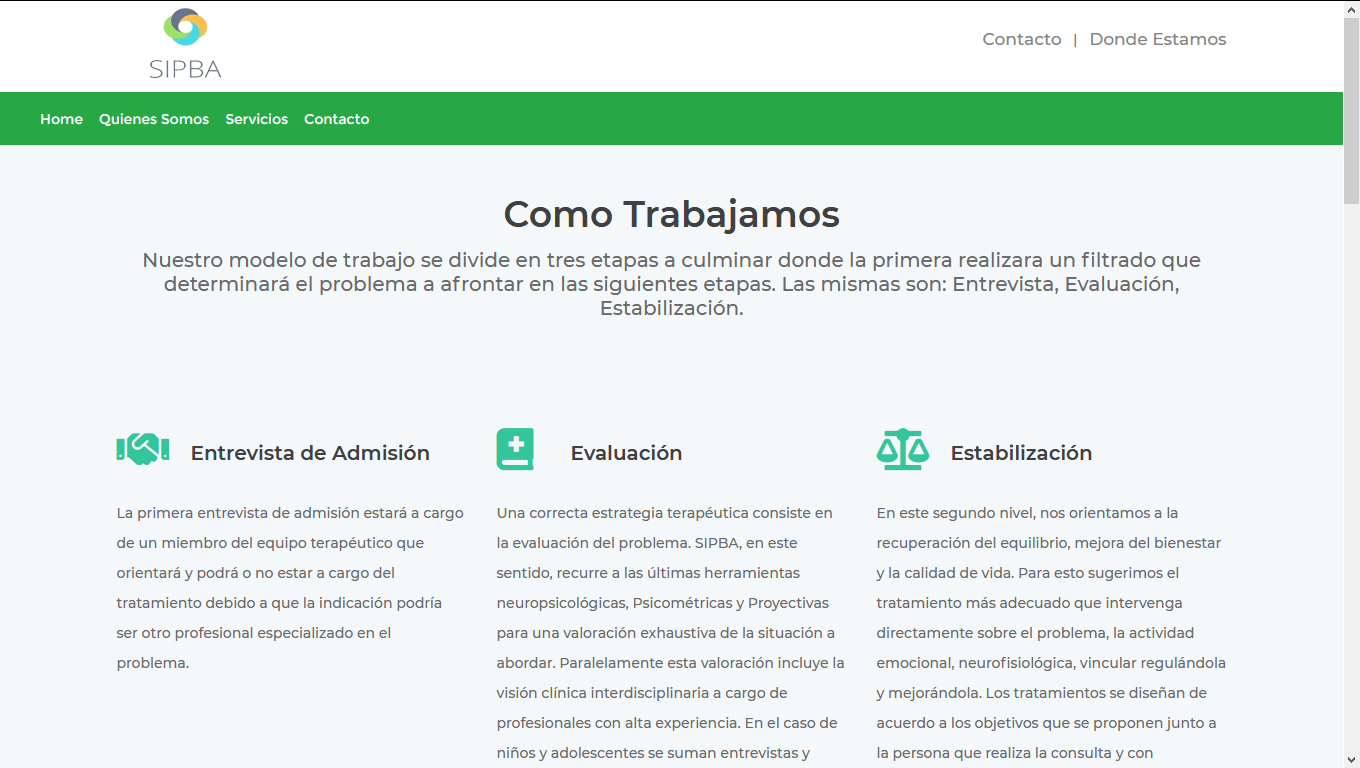 SIPBA
Contacto | Donde Estamos
Home Quienes Somos Servicios Contacto
Como Trabajamos
Nuestro modelo de trabajo se divide en tres etapas a culminar donde la primera realizara un filtrado que
determinará el problema a afrontar en las siguientes etapas. Las mismas son: Entrevista, Evaluación,
Estabilización.
Entrevista de Admisión
La primera entrevista de admisión estará a cargo
de un miembro del equipo terapéutico que
orientará y podrá o no estar a cargo del
tratamiento debido a que la indicación podría
ser otro profesional especializado en el
problema.
Evaluación
Una correcta estrategia terapéutica consiste en
la evaluación del problema. SIPBA, en este
sentido, recurre a las últimas herramientas
neuropsicológicas, Psicométricas y Proyectivas
para una valoración exhaustiva de la situación a
abordar. Paralelamente esta valoración incluye la
visión clínica interdisciplinaria a cargo de
profesionales con alta experiencia. En el caso de
niños y adolescentes se suman entrevistas y
Estabilización
En este segundo nivel, nos orientamos a la
recuperación del equilibrio, mejora del bienestar
y la calidad de vida. Para esto sugerimos el
tratamiento más adecuado que intervenga
directamente sobre el problema, la actividad
emocional, neurofisiológica, vincular regulándola
y mejorándola. Los tratamientos se diseñan de
acuerdo a los objetivos que se proponen junto a
la persona que realiza la consulta y con